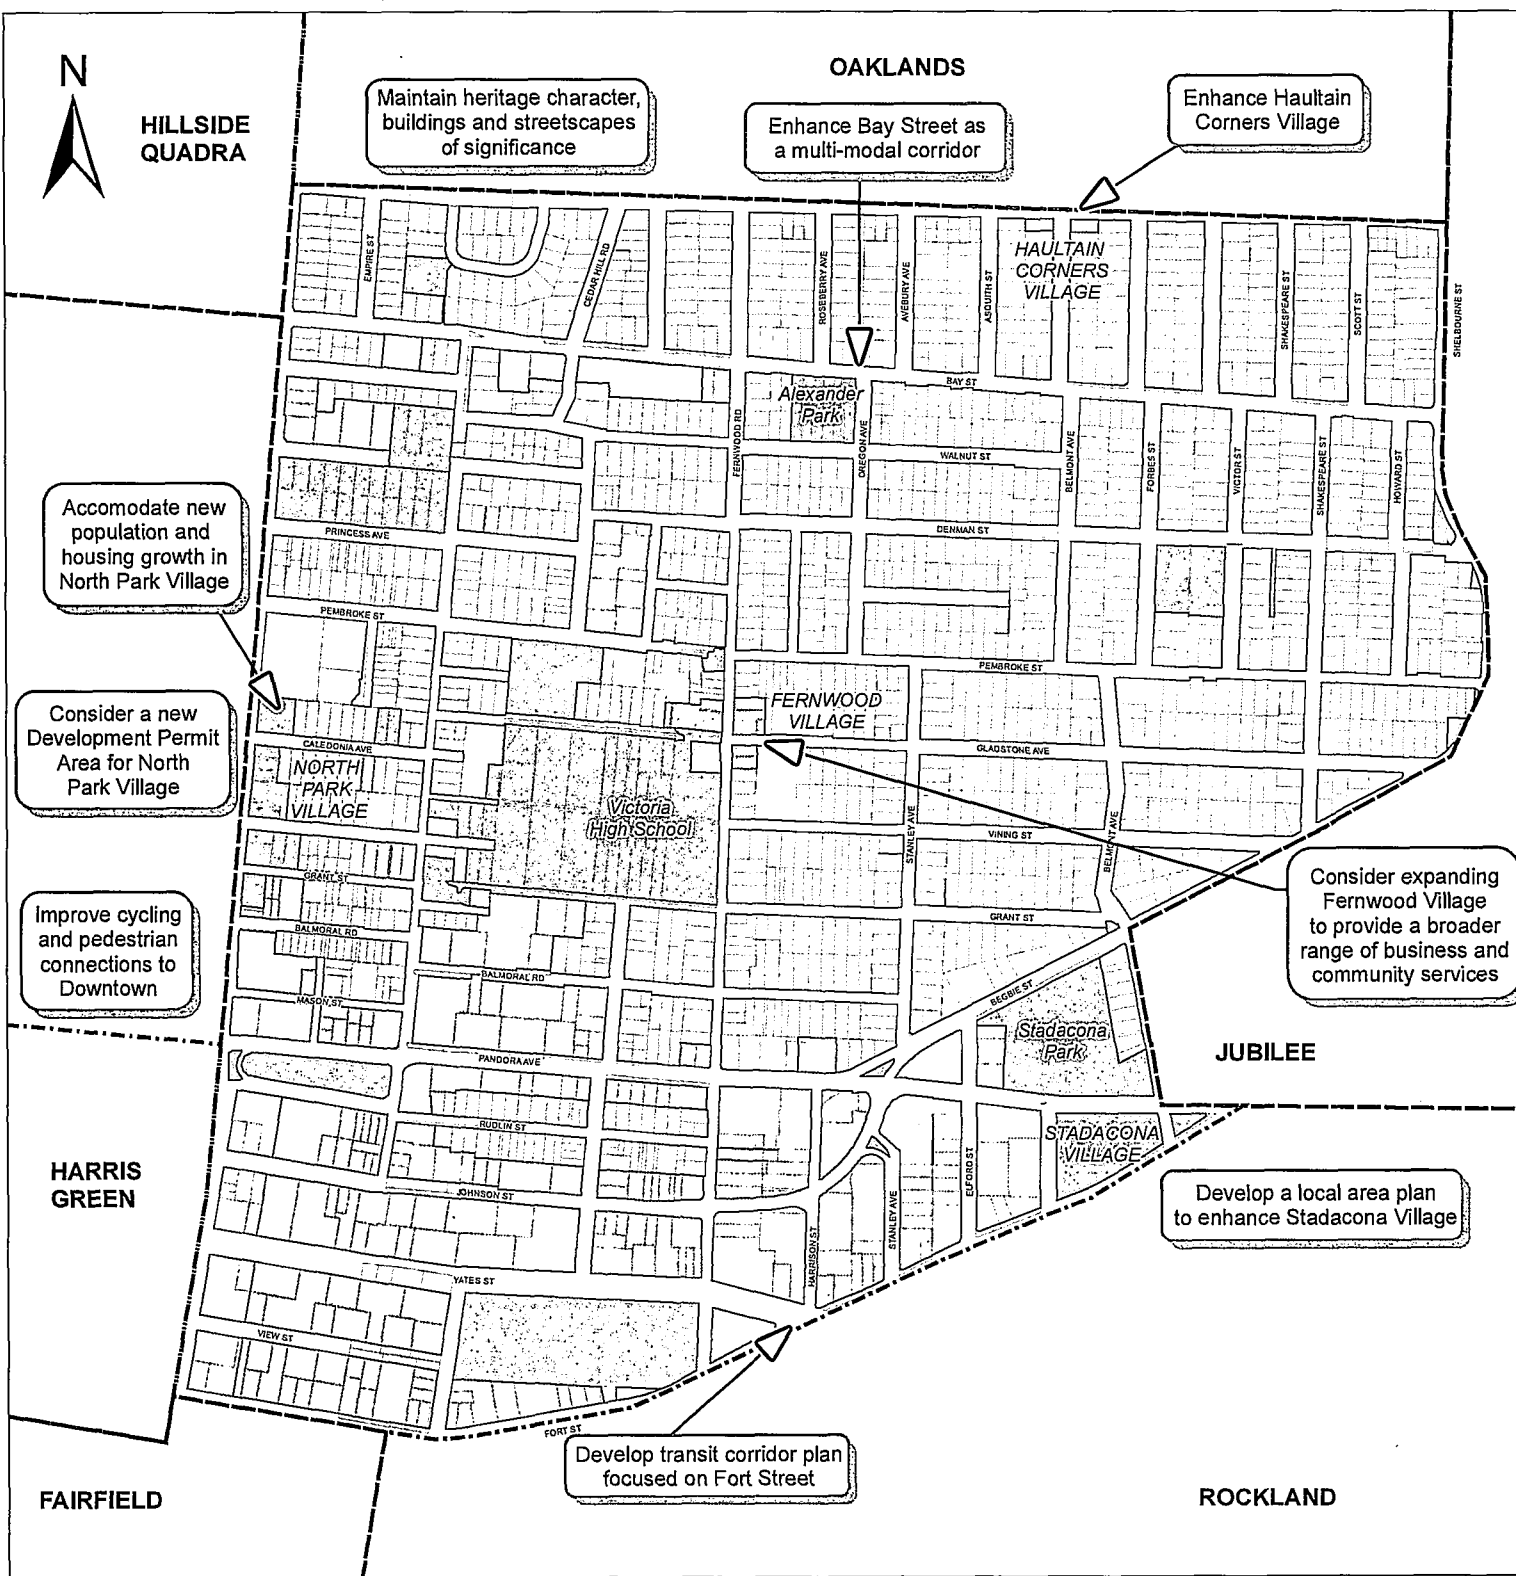 OAKLANDS
N
HILLSIDE
QUADRA
Maintain heritage character,
buildings and streetscapes
of significance
Enhance Bay Street as
a multi-modal corridor
Enhance Haultain
Corners Village
EMPIRE ST
CEDAR HILL RD
ROSEBERRY AVE
AVEBURY AVE
ASQUITH ST
HAULTAIN
CORNERS
VILLAGE
SHAKESPEARE ST
SCOTT ST
SHELBOURNE ST
BAY ST
Alexander
Park
FERNWOOD RD
OREGON AVE
WALNUT ST
BELMONT AVE
FORBES ST
VICTOR ST
SHAKESPEARE ST
HOWARD ST
Accomodate new
population and
housing growth in
North Park Village
PRINCESS AVE
DENMAN ST
PEMBROKE ST
PEMBROKE ST
Consider a new
Development Permit
Area for North
Park Village
FERNWOOD
VILLAGE
CALEDONIA AVE
GLADSTONE AVE
NORTH
PARK
VILLAGE
Victoria
High School
STANLEY AVE
VINING ST
BELMONT AVE
Consider expanding
Fernwood Village
to provide a broader
range of business and
community services
GRANT ST
GRANT ST
Improve cycling
and pedestrian
connections to
Downtown
BALMORAL RD
BALMORAL RD
MASON ST
BEGBIE ST
Stadacona
Park
JUBILEE
PANDORA AVE
RUDLIN ST
STADACONA
VILLAGE
HARRIS
GREEN
JOHNSON ST
HARRISON ST
STANLEY AVE
ELFORD ST
Develop a local area plan
to enhance Stadacona Village
YATES ST
VIEW ST
FORT ST
Develop transit corridor plan
focused on Fort Street
FAIRFIELD
ROCKLAND